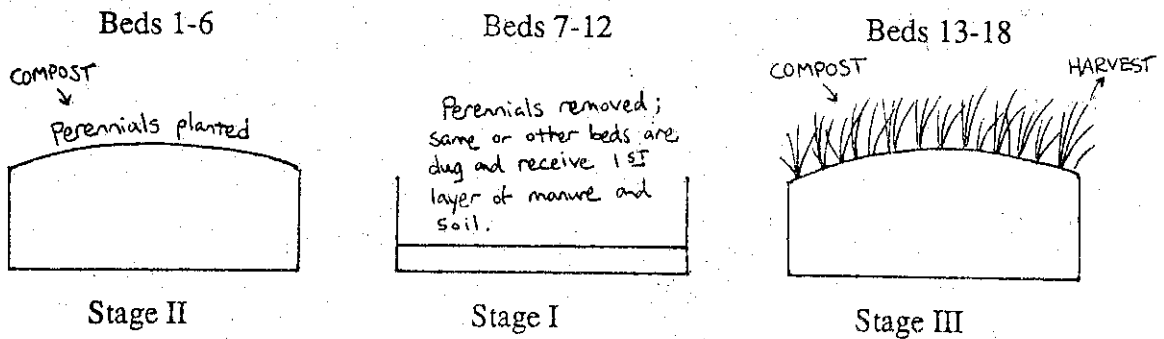 Beds 1-6
COMPOST
Perennials planted
Stage II
Beds 7-12
Perennials removed;
same or other beds are
dug and receive 1ST
layer of manure and
soil.
Stage I
Beds 13-18
COMPOST
HARVEST
Stage III